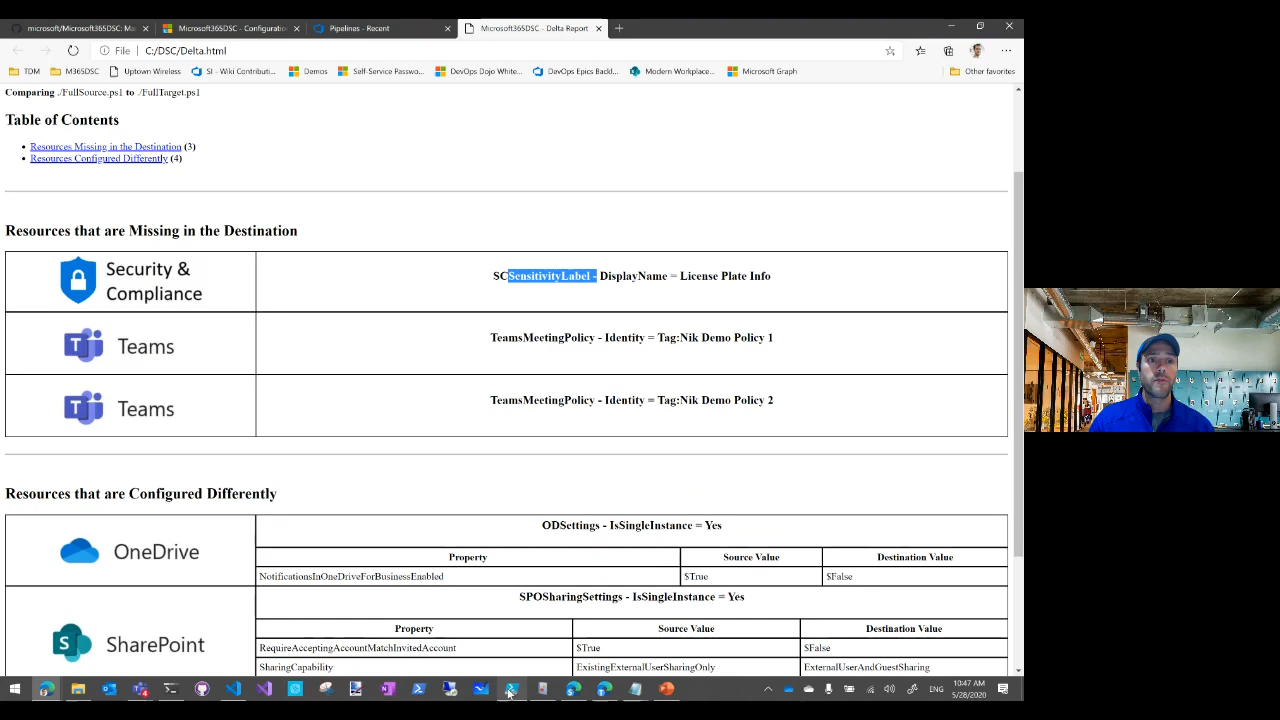 microsoft/Microsoft365DSC: Ma
Microsoft365DSC - Configuratio
Pipelines - Recent
Microsoft365DSC - Delta Report
File C:/DSC/Delta.html
TDM
M365DSC
Uptown Wireless
SI - Wiki Contributi...
Demos
Self-Service Passwo...
DevOps Dojo White...
DevOps Epics Backl...
Modern Workplace...
Microsoft Graph
Other favorites
Comparing ./FullSource.ps1 to ./FullTarget.ps1
Table of Contents
Resources Missing in the Destination (3)
Resources Configured Differently (4)
Resources that are Missing in the Destination
Security &
Compliance
SCSensitivityLabel - DisplayName = License Plate Info
Teams
TeamsMeetingPolicy - Identity = Tag:Nik Demo Policy 1
Teams
TeamsMeetingPolicy - Identity = Tag:Nik Demo Policy 2
Resources that are Configured Differently
OneDrive
ODSettings - IsSingleInstance = Yes
Property Source Value Destination Value
NotificationsInOneDriveForBusinessEnabled $True $False
SharePoint
SPOSharingSettings - IsSingleInstance = Yes
Property Source Value Destination Value
RequireAcceptingAccountMatchInvitedAccount $True $False
SharingCapability ExistingExternalUserSharingOnly ExternalUserAndGuestSharing
ENG
10:47 AM
5/28/2020